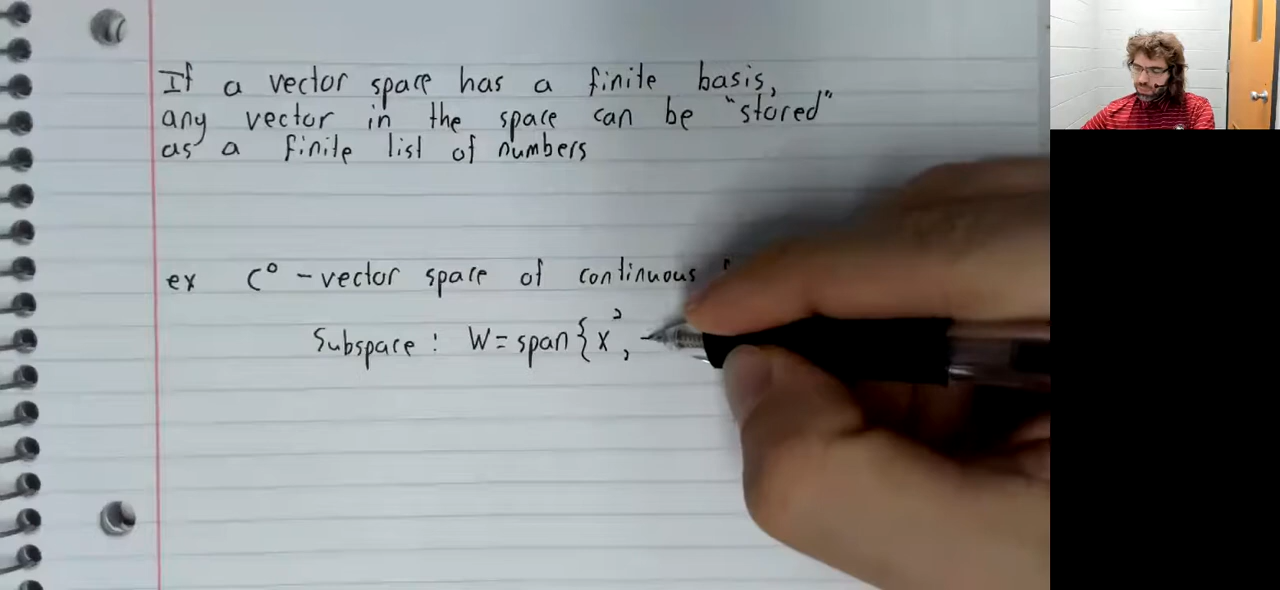 If a vector space has a finite basis,
any vector in the space can be "stored"
as a finite list of numbers
ex C⁰ - vector space of continuous
Subspace : W = span { x² ,